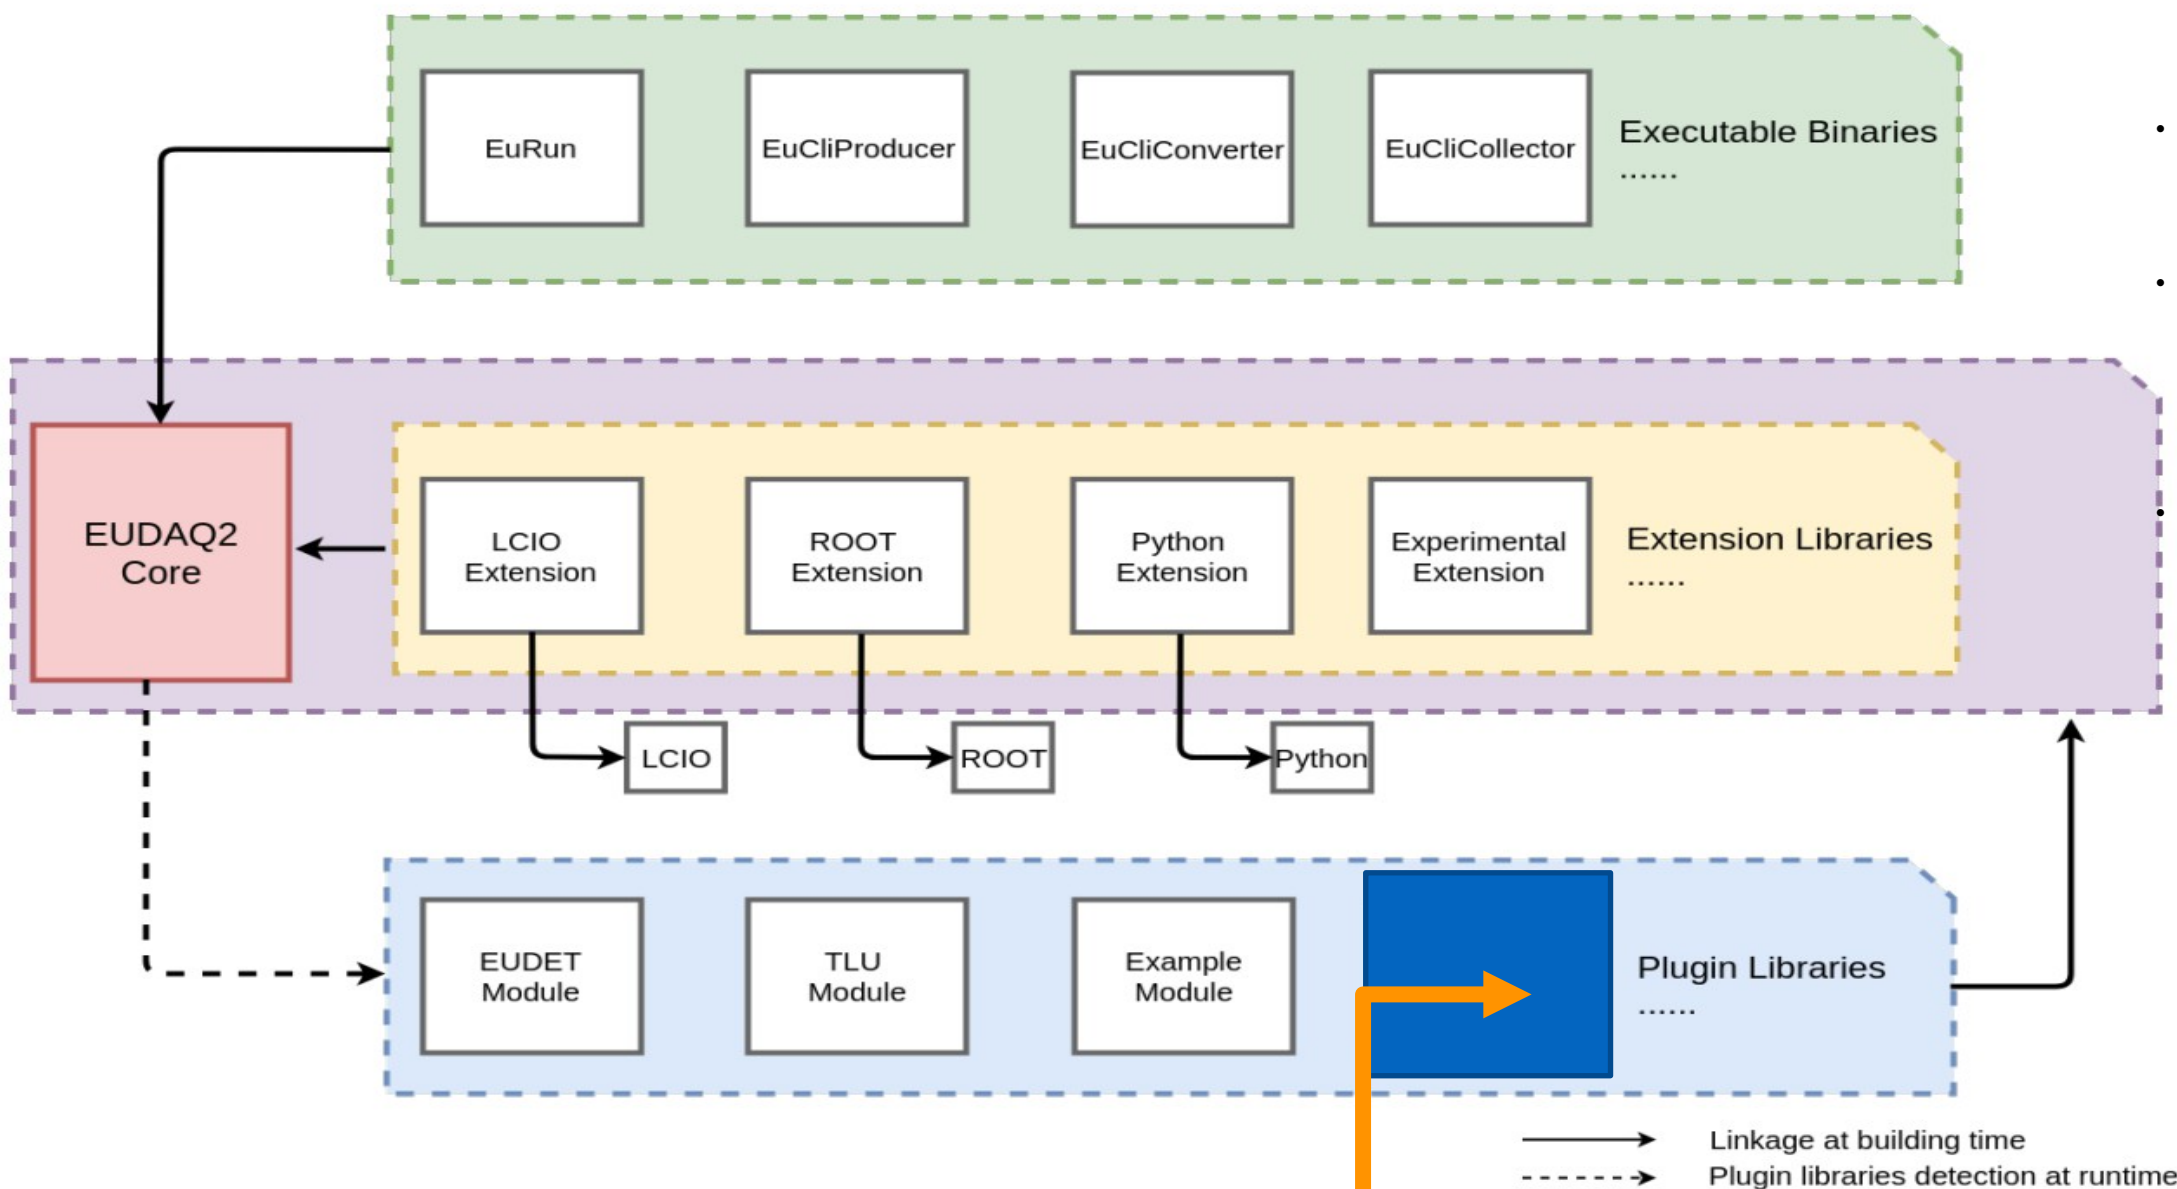 EuRun
EuCliProducer
EuCliConverter
EuCliCollector
Executable Binaries
......
EUDAQ2
Core
LCIO
Extension
ROOT
Extension
Python
Extension
Experimental
Extension
Extension Libraries
......
LCIO
ROOT
Python
EUDET
Module
TLU
Module
Example
Module
Plugin Libraries
......
Linkage at building time
Plugin libraries detection at runtime